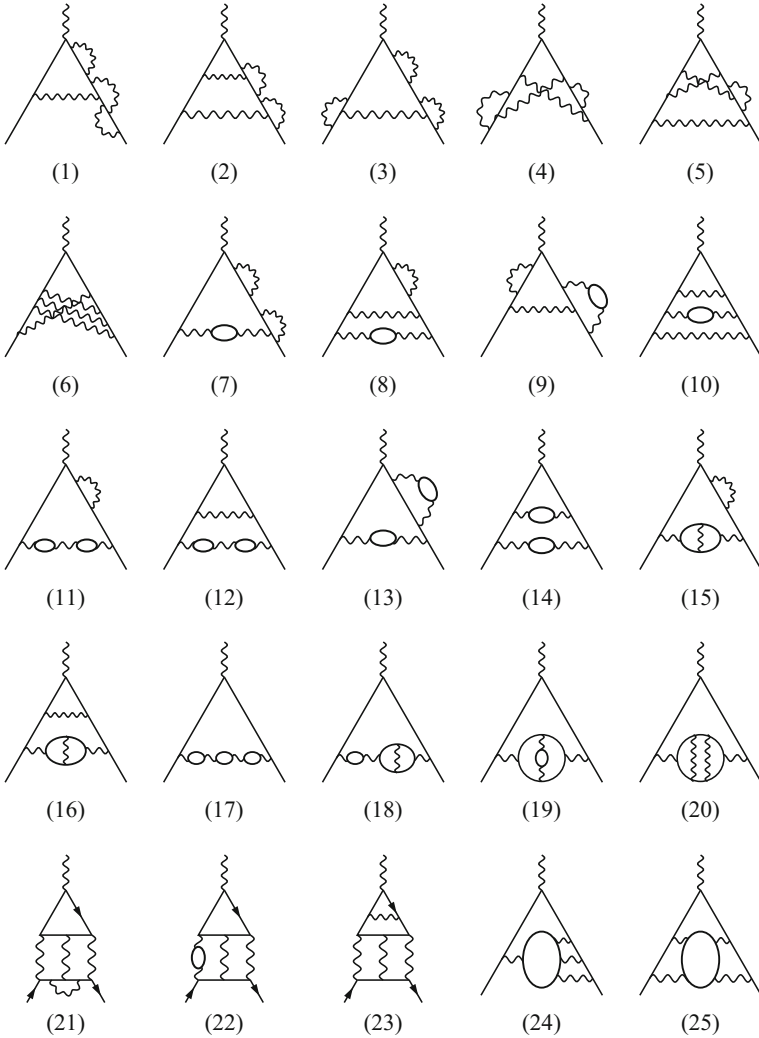 (1) (2) (3) (4) (5)
(6) (7) (8) (9) (10)
(11) (12) (13) (14) (15)
(16) (17) (18) (19) (20)
(21) (22) (23) (24) (25)